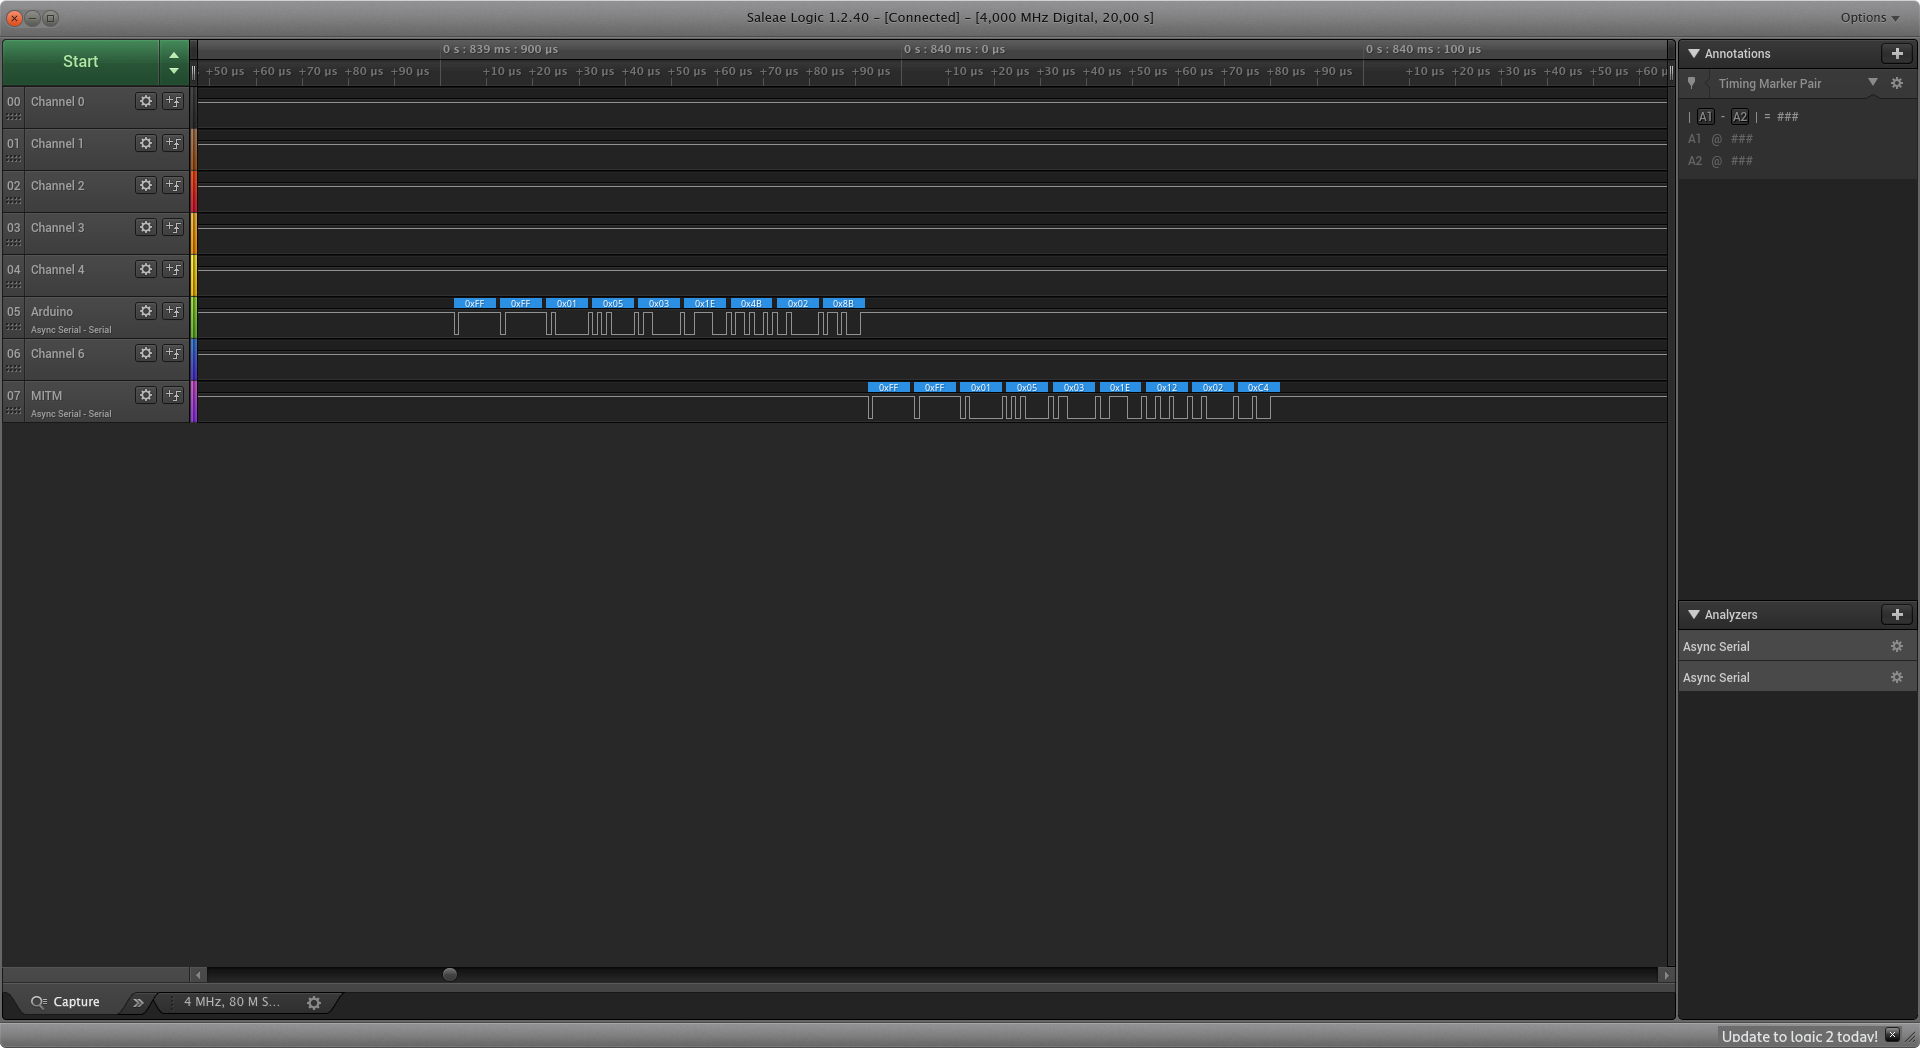 Saleae Logic 1.2.40 - [Connected] - [4,000 MHz Digital, 20,00 s]
Options
Start
0 s : 839 ms : 900 µs
0 s : 840 ms : 0 µs
0 s : 840 ms : 100 µs
+50 µs +60 µs +70 µs +80 µs +90 µs +10 µs +20 µs +30 µs +40 µs +50 µs +60 µs +70 µs +80 µs +90 µs +10 µs +20 µs +30 µs +40 µs +50 µs +60 µs +70 µs +80 µs +90 µs +10 µs +20 µs +30 µs +40 µs +50 µs +60 µ
00 Channel 0
01 Channel 1
02 Channel 2
03 Channel 3
04 Channel 4
05 Arduino
Async Serial - Serial
0xFF 0xFF 0x01 0x05 0x03 0x1E 0x4B 0x02 0x8B
06 Channel 6
07 MITM
Async Serial - Serial
0xFF 0xFF 0x01 0x05 0x03 0x1E 0x12 0x02 0xC4
Annotations
Timing Marker Pair
| A1 - A2 | = ###
A1 @ ###
A2 @ ###
Analyzers
Async Serial
Async Serial
Capture
4 MHz, 80 M S...
Update to logic 2 today!